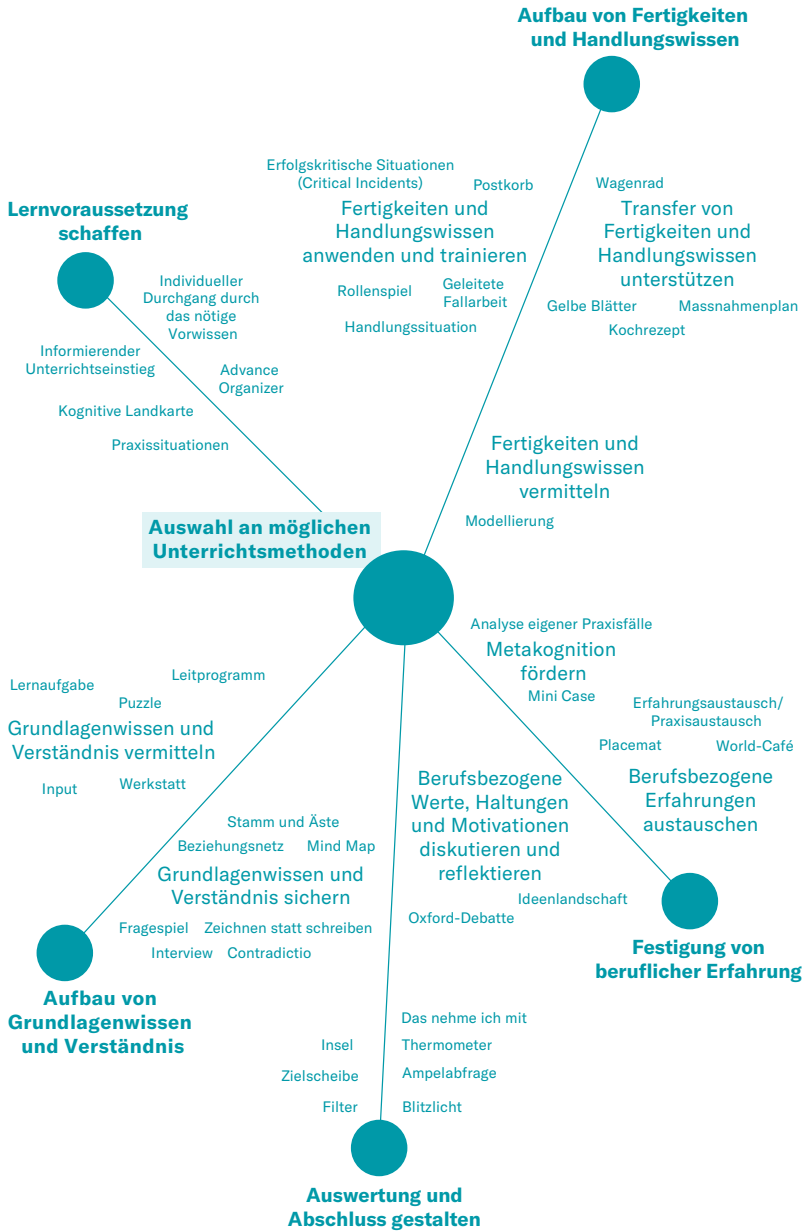 Aufbau von Fertigkeiten
und Handlungswissen
Erfolgskritische Situationen
(Critical Incidents)
Postkorb
Fertigkeiten und
Handlungswissen
anwenden und trainieren
Rollenspiel
Geleitete
Fallarbeit
Handlungssituation
Wagenrad
Transfer von
Fertigkeiten und
Handlungswissen
unterstützen
Gelbe Blätter
Massnahmenplan
Kochrezept
Fertigkeiten und
Handlungswissen
vermitteln
Modellierung
Lernvoraussetzung
schaffen
Individueller
Durchgang durch
das nötige
Vorwissen
Informierender
Unterrichtseinstieg
Advance
Organizer
Kognitive Landkarte
Praxissituationen
Auswahl an möglichen
Unterrichtsmethoden
Analyse eigener Praxisfälle
Metakognition
fördern
Mini Case
Erfahrungsaustausch/
Praxisaustausch
Placemat
World-Café
Berufsbezogene
Erfahrungen
austauschen
Berufsbezogene
Werte, Haltungen
und Motivationen
diskutieren und
reflektieren
Ideenlandschaft
Oxford-Debatte
Festigung von
beruflicher Erfahrung
Leitprogramm
Lernaufgabe
Puzzle
Grundlagenwissen und
Verständnis vermitteln
Input
Werkstatt
Stamm und Äste
Beziehungsnetz
Mind Map
Grundlagenwissen und
Verständnis sichern
Fragespiel
Zeichnen statt schreiben
Interview
Contradictio
Aufbau von
Grundlagenwissen
und Verständnis
Das nehme ich mit
Insel
Thermometer
Zielscheibe
Ampelabfrage
Filter
Blitzlicht
Auswertung und
Abschluss gestalten